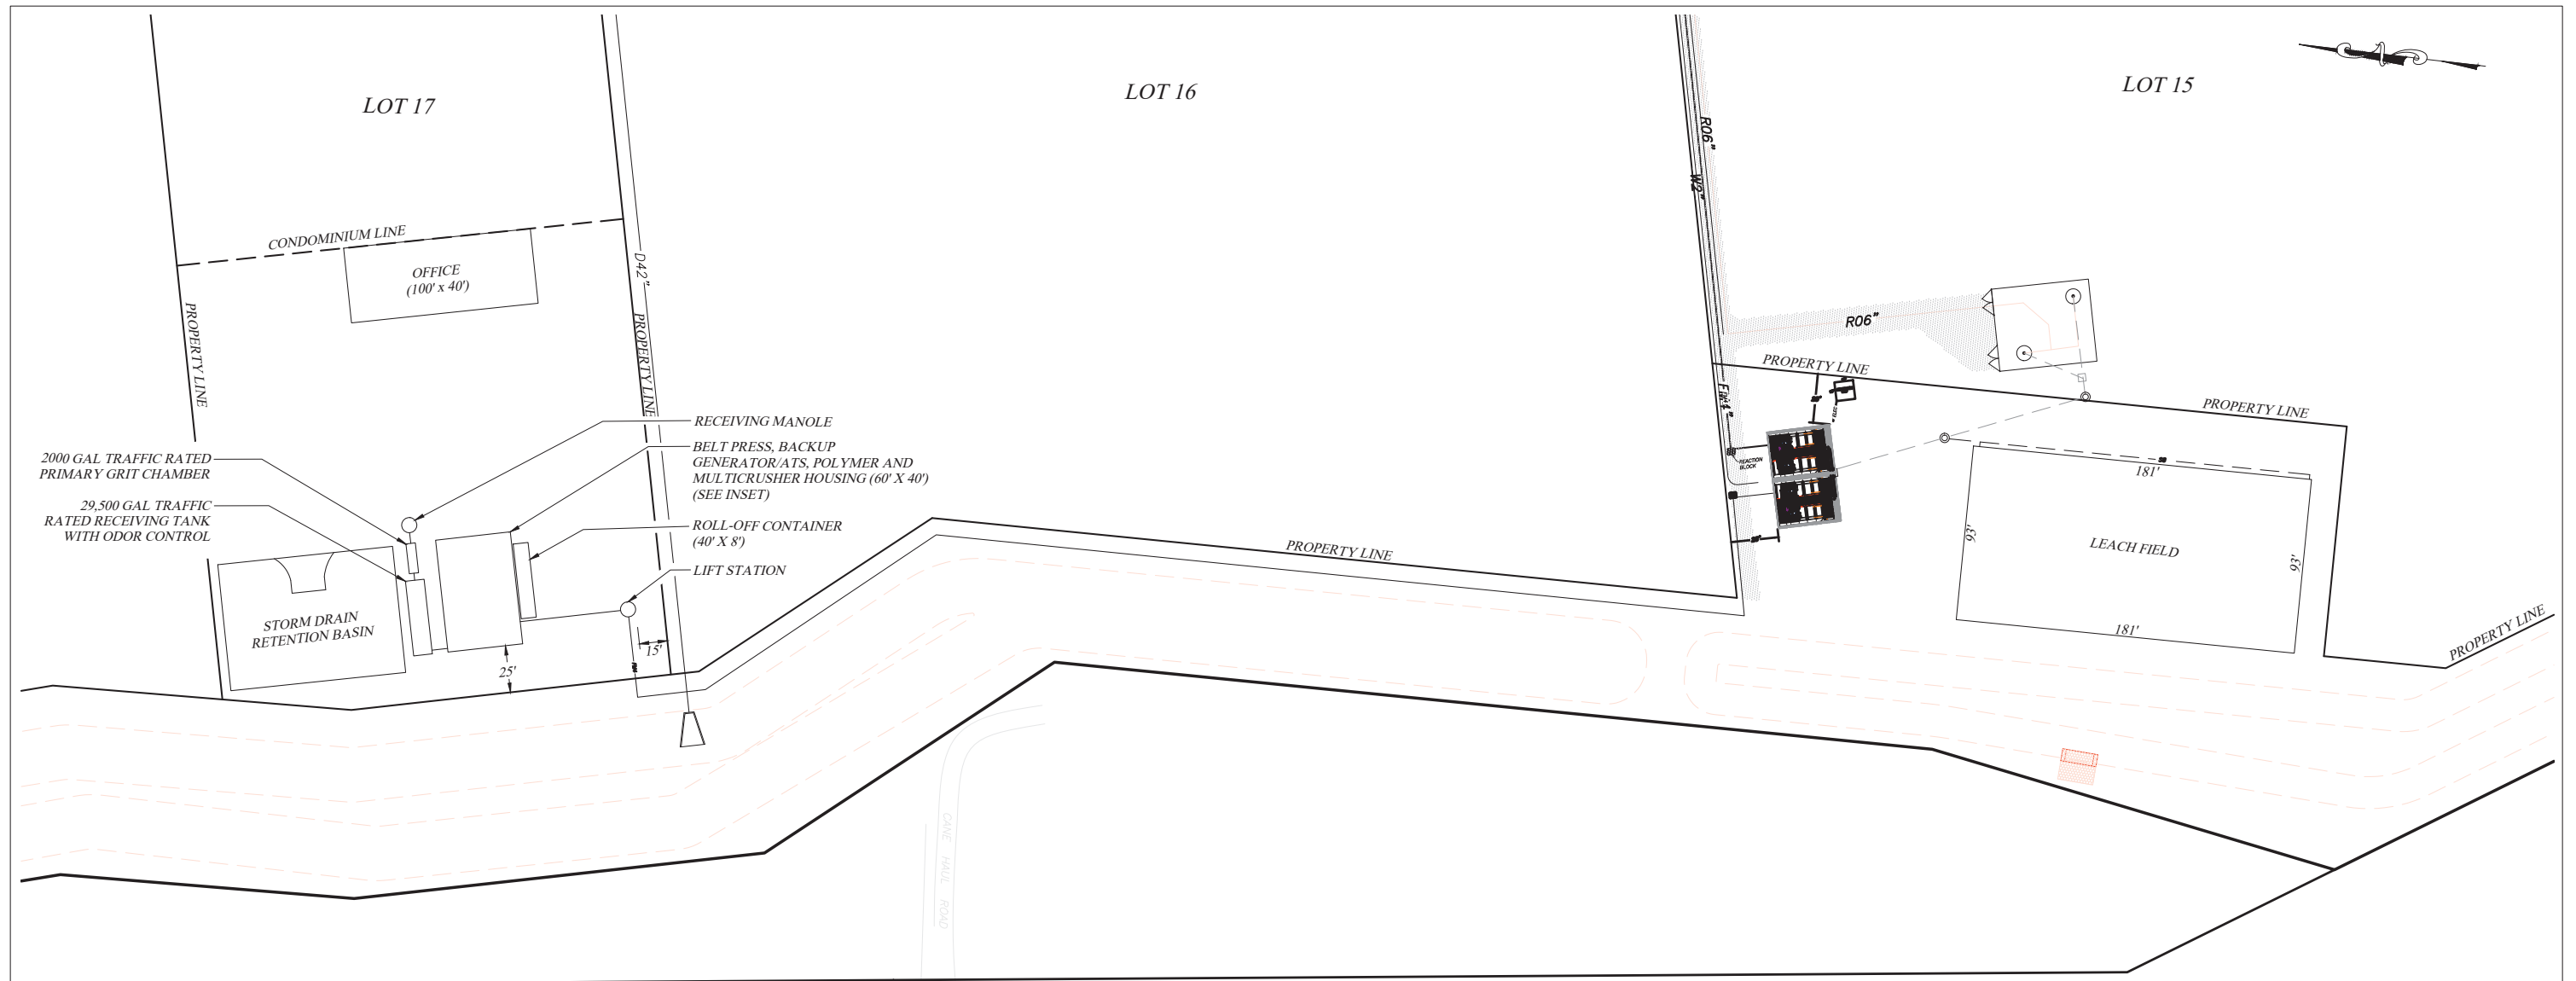 LOT 17
LOT 16
LOT 15
R06"
W2"
CONDOMINIUM LINE
OFFICE
(100' x 40')
D42"
PROPERTY LINE
PROPERTY LINE
R06"
PROPERTY LINE
PROPERTY LINE
RECEIVING MANOLE
BELT PRESS, BACKUP
GENERATOR/ATS, POLYMER AND
MULTICRUSHER HOUSING (60' X 40')
(SEE INSET)
ROLL-OFF CONTAINER
(40' X 8')
LIFT STATION
2000 GAL TRAFFIC RATED
PRIMARY GRIT CHAMBER
29,500 GAL TRAFFIC
RATED RECEIVING TANK
WITH ODOR CONTROL
STORM DRAIN
RETENTION BASIN
25'
15'
PROPERTY LINE
REACTION
BLOCK
181'
93'
LEACH FIELD
93'
181'
PROPERTY LINE
CANE HAUL ROAD